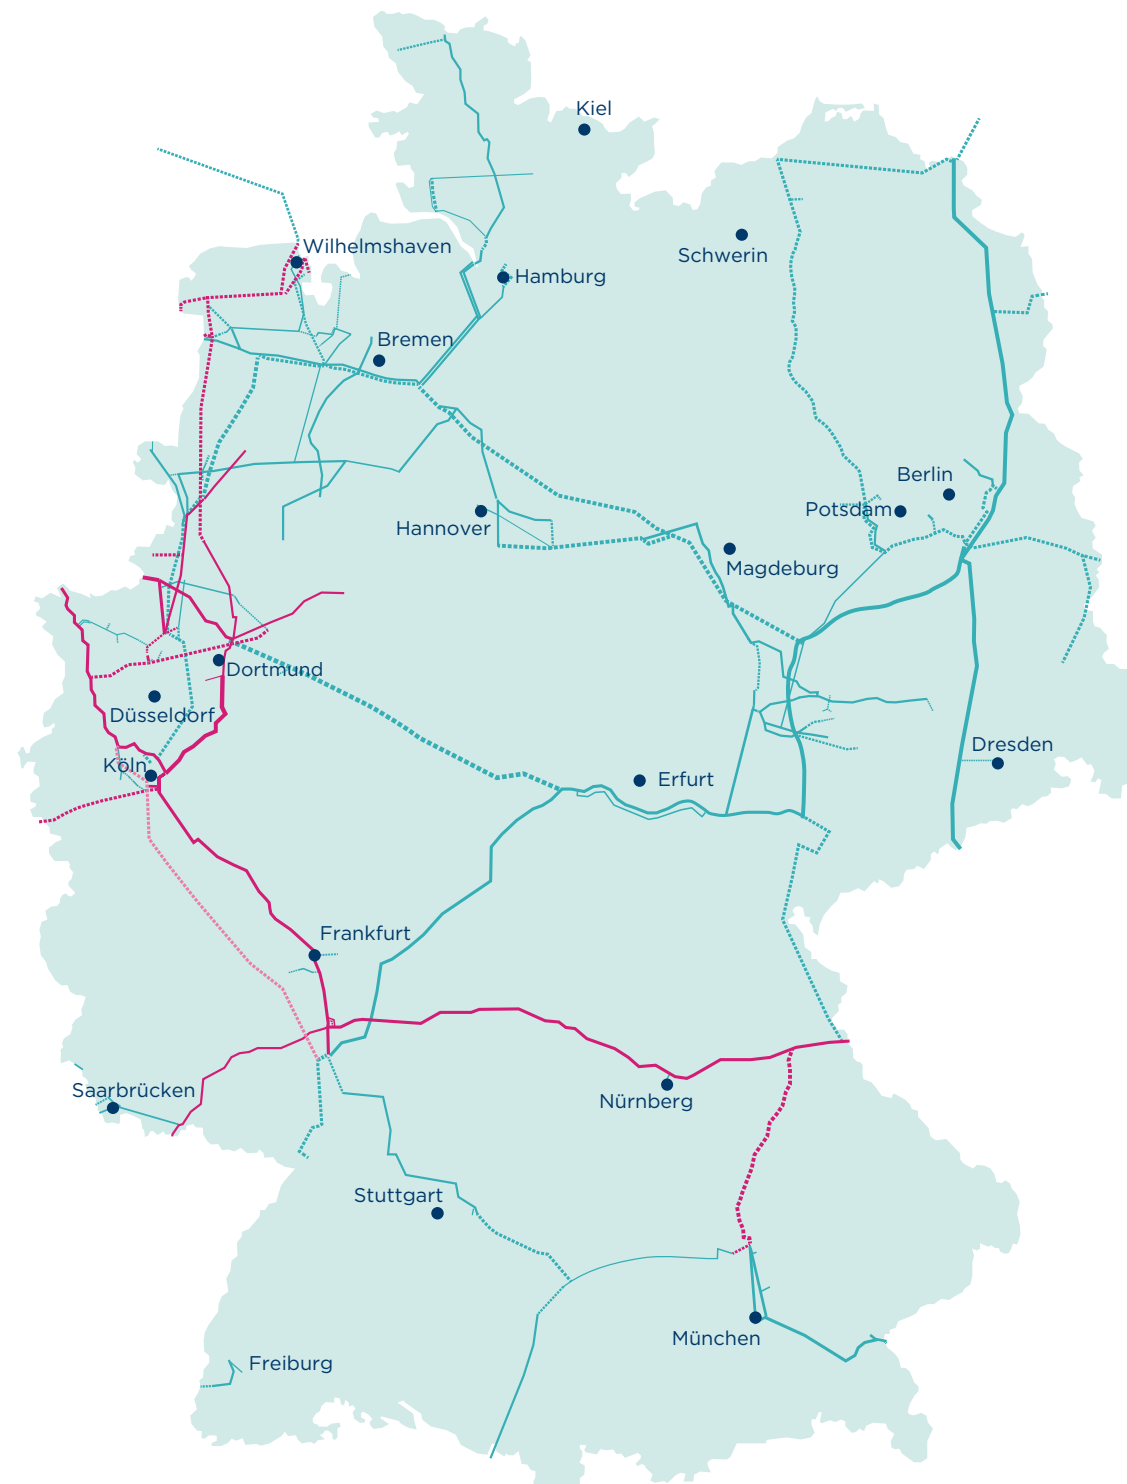 Kiel
Wilhelmshaven
Schwerin
Hamburg
Bremen
Berlin
Potsdam
Hannover
Magdeburg
Dortmund
Düsseldorf
Dresden
Köln
Erfurt
Frankfurt
Saarbrücken
Nürnberg
Stuttgart
München
Freiburg